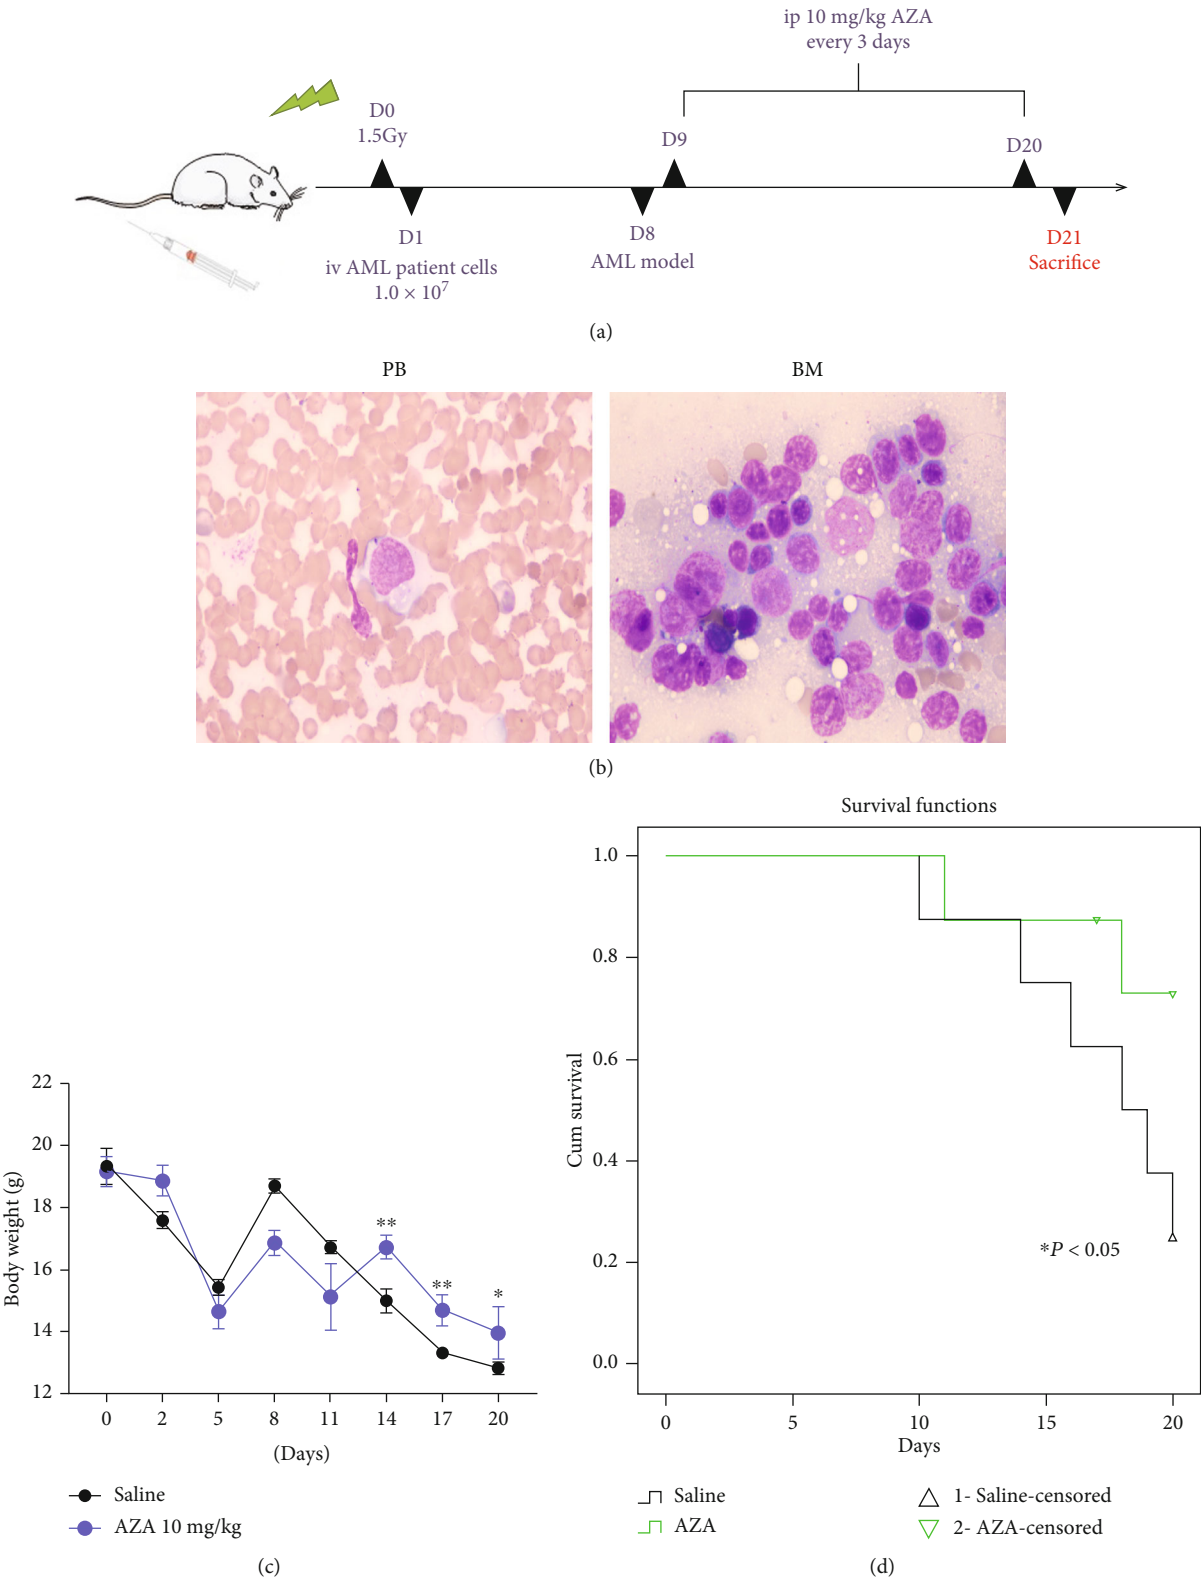 ip 10 mg/kg AZA
every 3 days
D0
1.5Gy
D9
D20
D1
iv AML patient cells
1.0 × 10⁷
D8
AML model
D21
Sacrifice
(a)
PB
BM
(b)
22
20
18
16
14
12
Body weight (g)
**
**
*
0 2 5 8 11 14 17 20
(Days)
Saline
AZA 10 mg/kg
(c)
Survival functions
1.0
0.8
0.6
0.4
0.2
0.0
Cum survival
*P < 0.05
0 5 10 15 20
Days
Saline
AZA
1- Saline-censored
2- AZA-censored
(d)